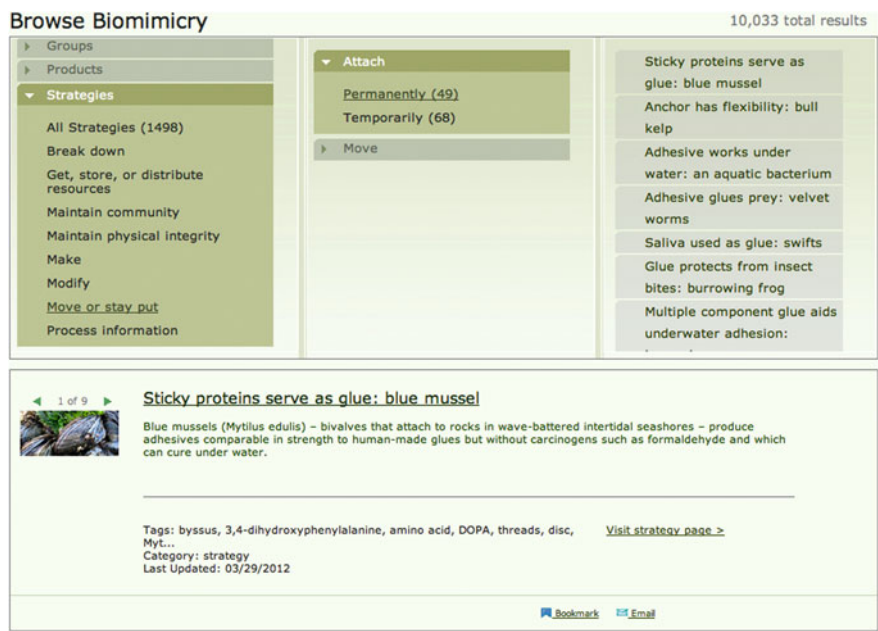 Browse Biomimicry
10,033 total results
Groups
Products
Strategies
All Strategies (1498)
Break down
Get, store, or distribute
resources
Maintain community
Maintain physical integrity
Make
Modify
Move or stay put
Process information
Attach
Permanently (49)
Temporarily (68)
Move
Sticky proteins serve as
glue: blue mussel
Anchor has flexibility: bull
kelp
Adhesive works under
water: an aquatic bacterium
Adhesive glues prey: velvet
worms
Saliva used as glue: swifts
Glue protects from insect
bites: burrowing frog
Multiple component glue aids
underwater adhesion:
1 of 9
Sticky proteins serve as glue: blue mussel
Blue mussels (Mytilus edulis) – bivalves that attach to rocks in wave-battered intertidal seashores – produce
adhesives comparable in strength to human-made glues but without carcinogens such as formaldehyde and which
can cure under water.
Tags: byssus, 3,4-dihydroxyphenylalanine, amino acid, DOPA, threads, disc,
Myt...
Category: strategy
Last Updated: 03/29/2012
Visit strategy page >
Bookmark
Email